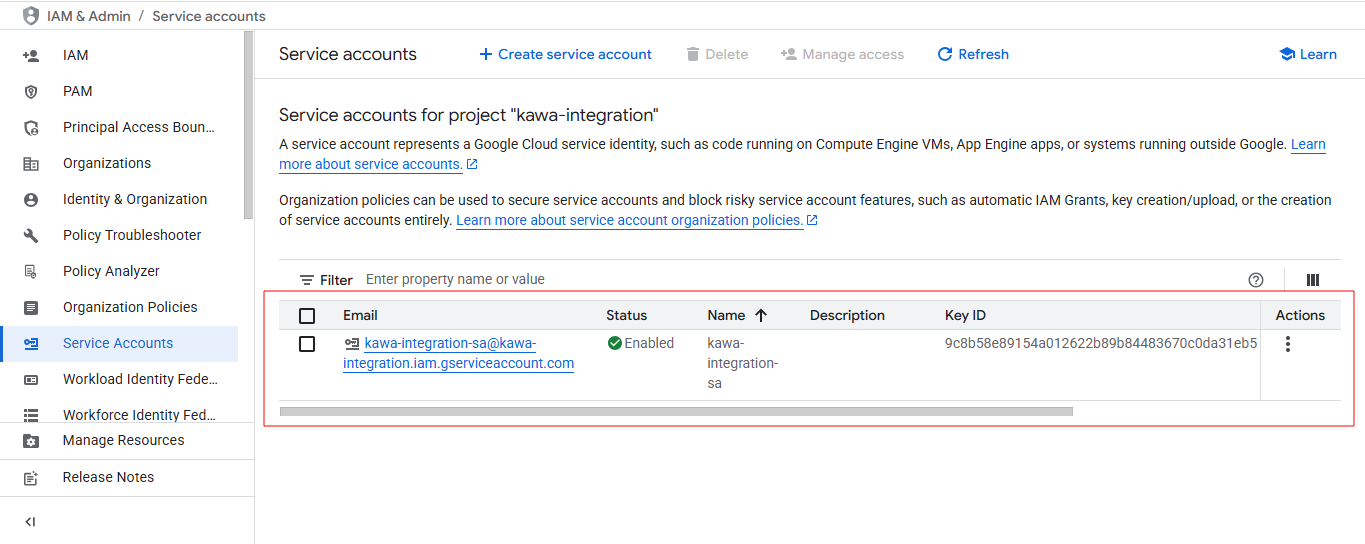 IAM & Admin / Service accounts
IAM
PAM
Principal Access Boun...
Organizations
Identity & Organization
Policy Troubleshooter
Policy Analyzer
Organization Policies
Service Accounts
Workload Identity Fede...
Workforce Identity Fed...
Manage Resources
Release Notes
Service accounts
Create service account
Delete
Manage access
Refresh
Learn
Service accounts for project "kawa-integration"
A service account represents a Google Cloud service identity, such as code running on Compute Engine VMs, App Engine apps, or systems running outside Google. Learn
more about service accounts.
Organization policies can be used to secure service accounts and block risky service account features, such as automatic IAM Grants, key creation/upload, or the creation
of service accounts entirely. Learn more about service account organization policies.
Filter Enter property name or value
Email Status Name Description Key ID Actions
kawa-integration-sa@kawa-
integration.iam.gserviceaccount.com
Enabled
kawa-
integration-
sa
9c8b58e89154a012622b89b84483670c0da31eb5